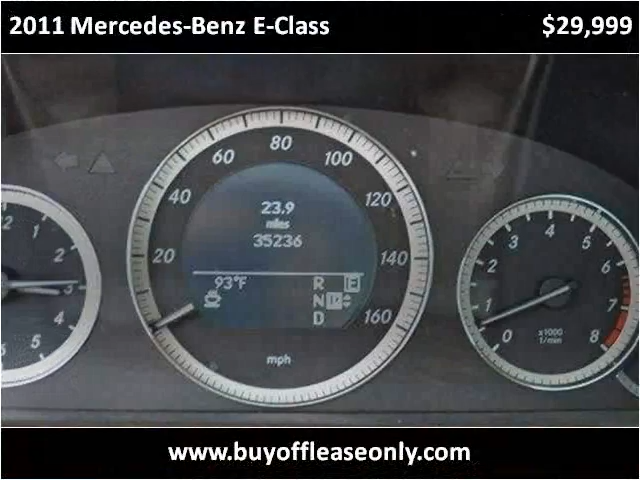 2011 Mercedes-Benz E-Class $29,999
60 80 100
40 120
20 140
160
23.9
miles
35236
93°F R E
N
D
mph
12 1 2 3 4 5 6
0 1 2 3 4 5 6 7 8
x1000
1/min
www.buyoffleaseonly.com